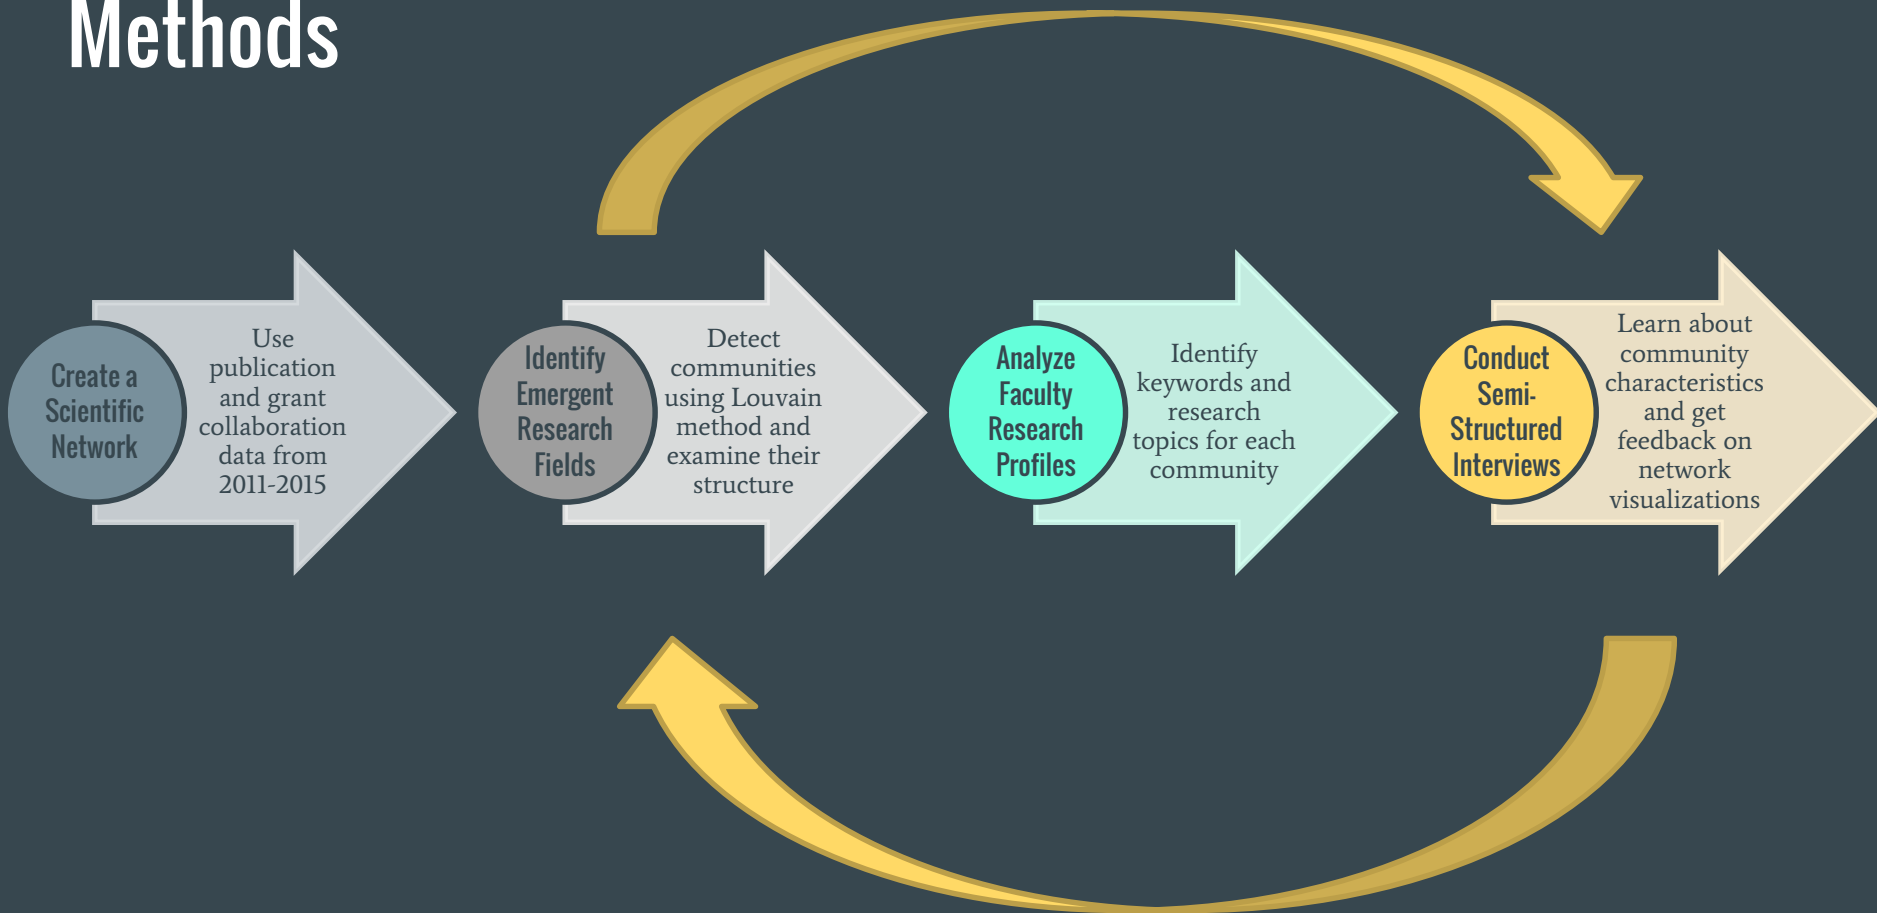 Methods
Create a
Scientific
Network
Use
publication
and grant
collaboration
data from
2011-2015
Identify
Emergent
Research
Fields
Detect
communities
using Louvain
method and
examine their
structure
Analyze
Faculty
Research
Profiles
Identify
keywords and
research
topics for each
community
Conduct
Semi-
Structured
Interviews
Learn about
community
characteristics
and get
feedback on
network
visualizations